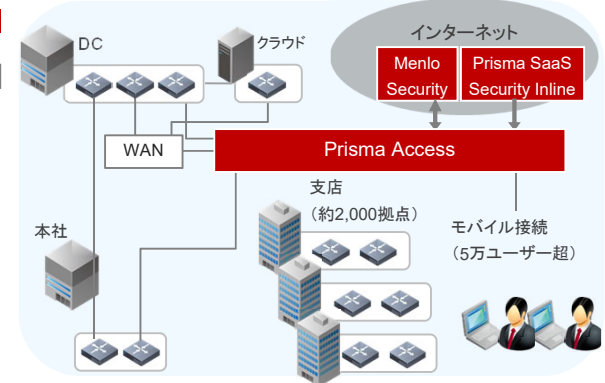 DC
クラウド
インターネット
Menlo
Security
Prisma SaaS
Security Inline
WAN
Prisma Access
本社
支店
（約2,000拠点）
モバイル接続
（5万ユーザー超）